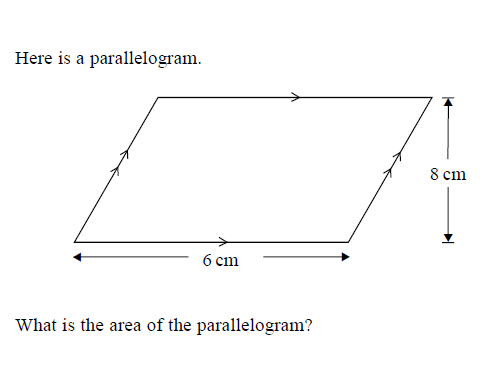 Here is a parallelogram.
8 cm
6 cm
What is the area of the parallelogram?